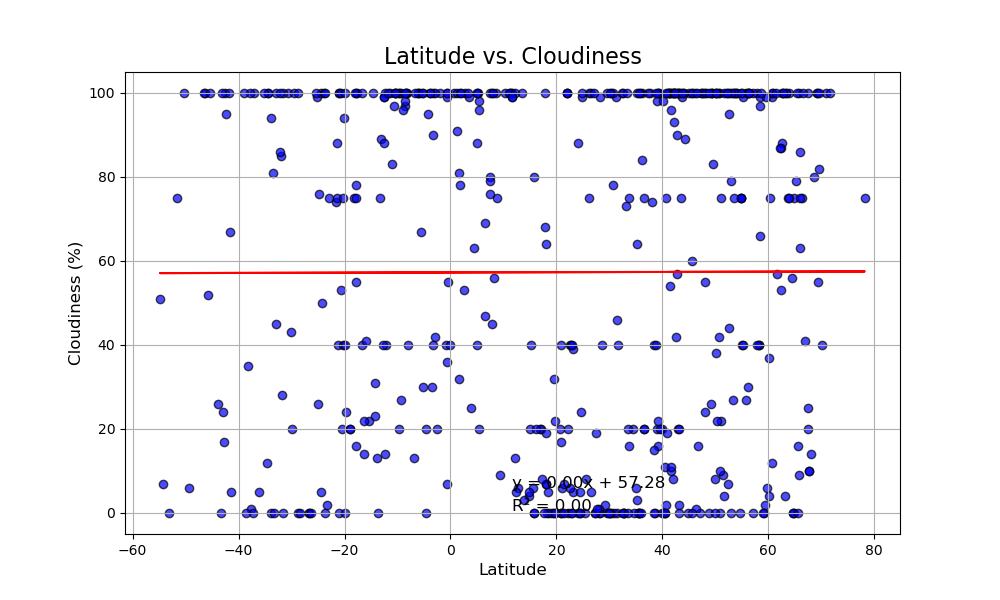 Latitude vs. Cloudiness
Cloudiness (%)
100
80
60
40
20
0
y = 0.00x + 57.28
R² = 0.00
−60
−40
−20
0
20
40
60
80
Latitude